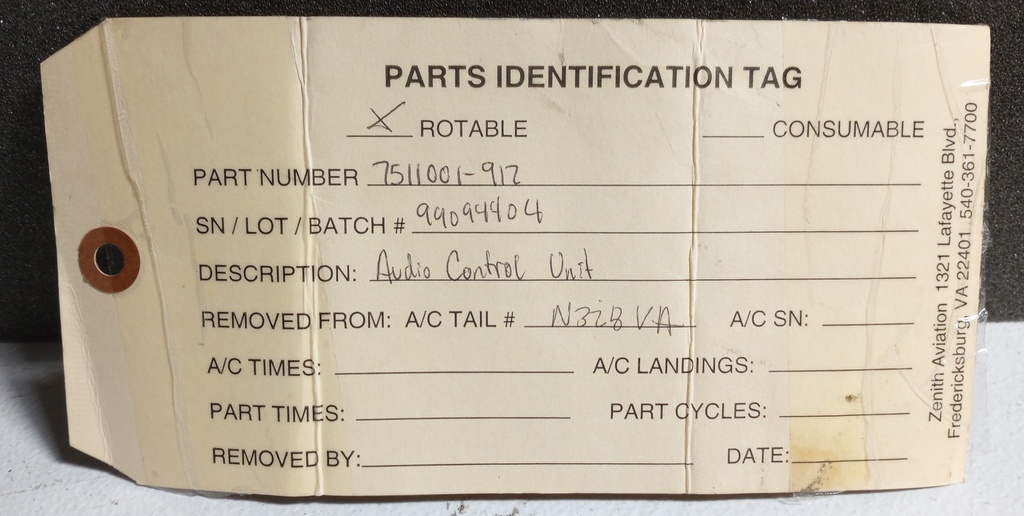 PARTS IDENTIFICATION TAG
X ROTABLE ____ CONSUMABLE
PART NUMBER 7511001-912
SN / LOT / BATCH # 99094404
DESCRIPTION: Audio Control Unit
REMOVED FROM: A/C TAIL # N328VA A/C SN:
A/C TIMES: A/C LANDINGS:
PART TIMES: PART CYCLES:
REMOVED BY: DATE:
Zenith Aviation 1321 Lafayette Blvd.,
Fredericksburg, VA 22401 540-361-7700